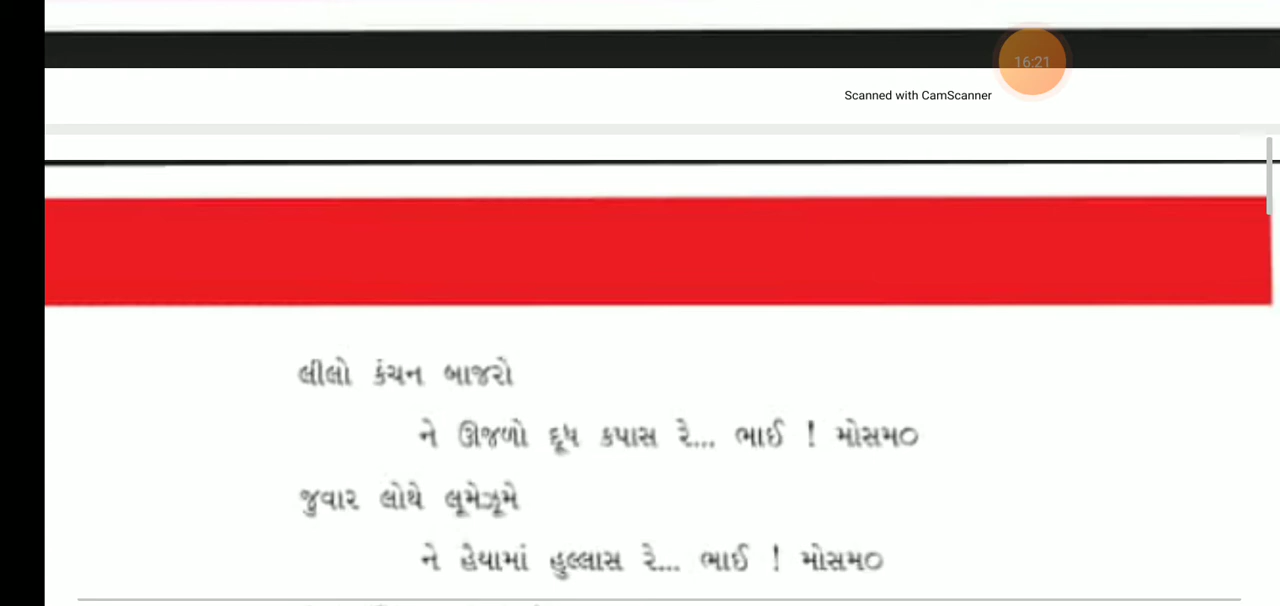 16:21
Scanned with CamScanner
લીલો કંચન બાજરો
ને ઊજળો દૂધ કપાસ રે... ભાઈ ! મોસમ૦
જુવાર લોથે લૂમેઝૂમે
ને હૈયામાં હુલ્લાસ રે... ભાઈ ! મોસમ૦